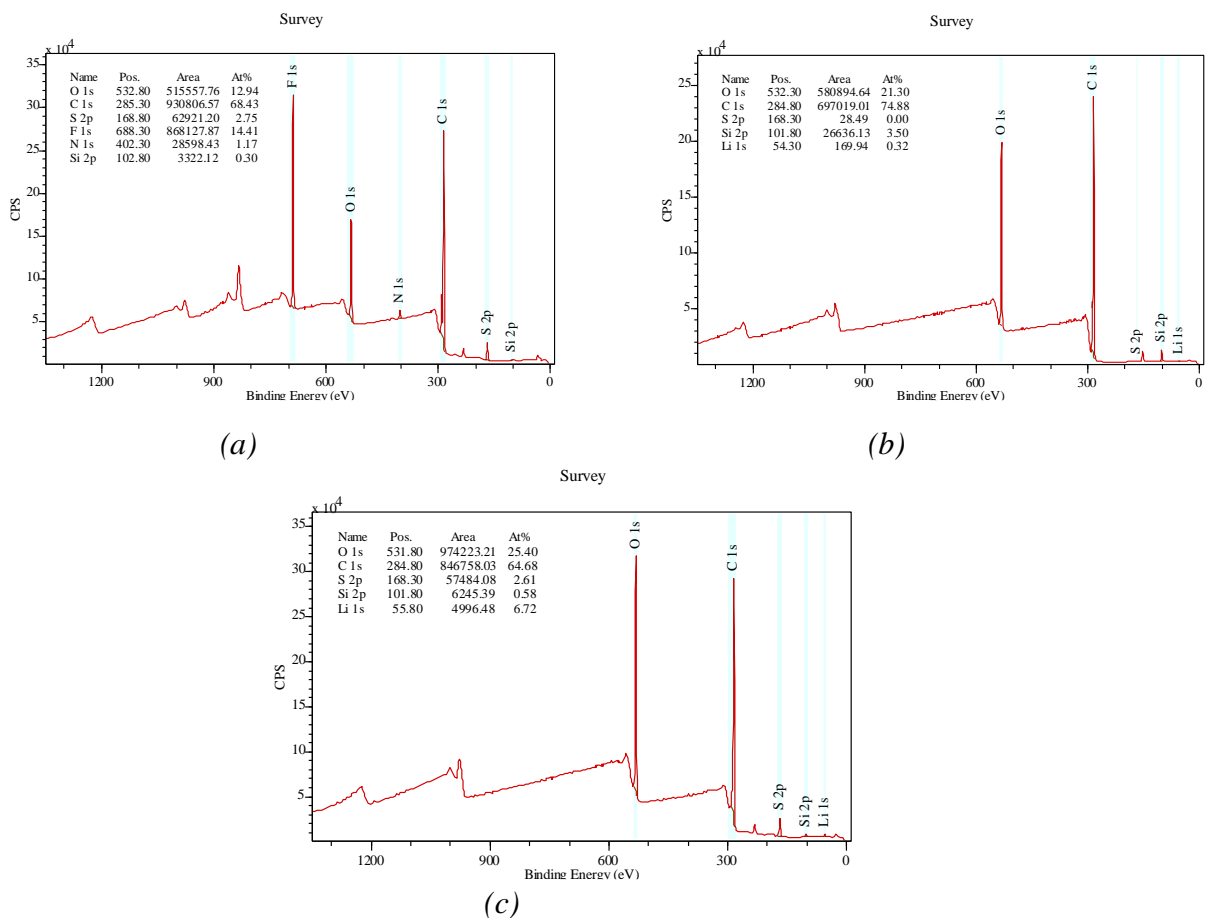 Survey
x 10^4
35
30
25
20
15
10
5
CPS
Name Pos. Area At%
O 1s 532.80 515557.76 12.94
C 1s 285.30 930806.57 68.43
S 2p 168.80 62921.20 2.75
F 1s 688.30 868127.87 14.41
N 1s 402.30 28598.43 1.17
Si 2p 102.80 3322.12 0.30
F 1s
O 1s
N 1s
C 1s
S 2p
Si 2p
1200 900 600 300 0
Binding Energy (eV)
(a)
Survey
x 10^4
25
20
15
10
5
CPS
Name Pos. Area At%
O 1s 532.30 580894.64 21.30
C 1s 284.80 697019.01 74.88
S 2p 168.30 28.49 0.00
Si 2p 101.80 26636.13 3.50
Li 1s 54.30 169.94 0.32
O 1s
C 1s
S 2p
Si 2p
Li 1s
1200 900 600 300 0
Binding Energy (eV)
(b)
Survey
x 10^4
35
30
25
20
15
10
5
CPS
Name Pos. Area At%
O 1s 531.80 974223.21 25.40
C 1s 284.80 846758.03 64.68
S 2p 168.30 57484.08 2.61
Si 2p 101.80 6245.39 0.58
Li 1s 55.80 4996.48 6.72
O 1s
C 1s
S 2p
Si 2p
Li 1s
1200 900 600 300 0
Binding Energy (eV)
(c)